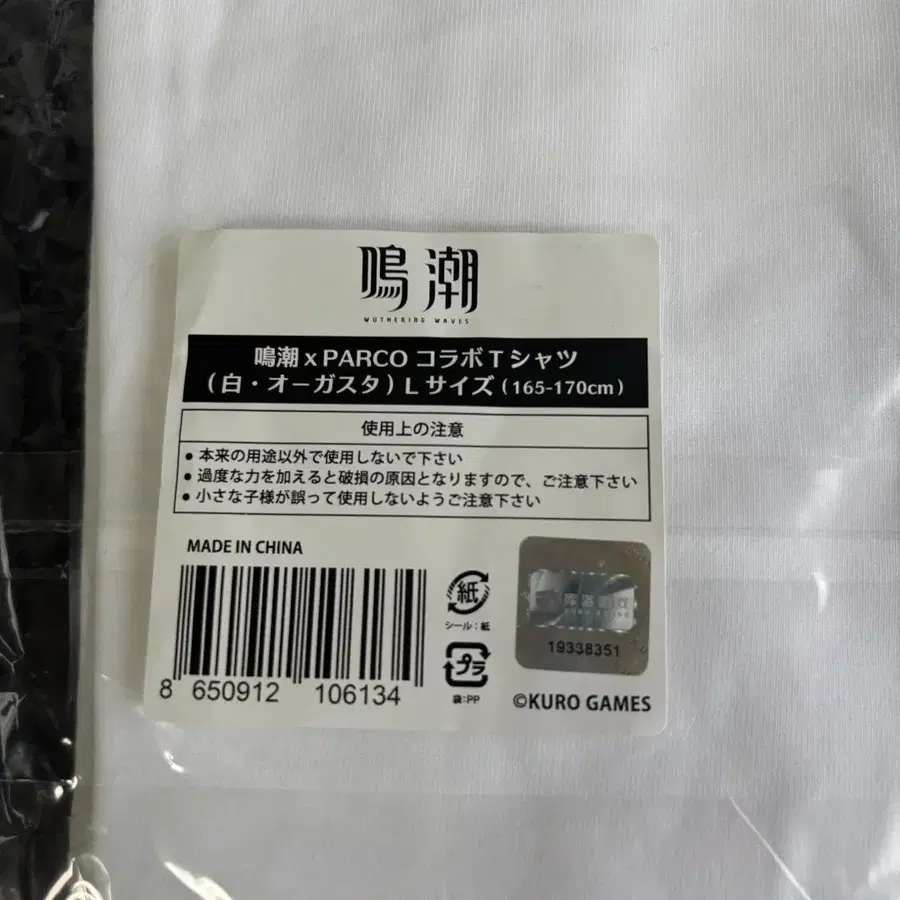 鳴潮
WUTHERING WAVES
鳴潮 x PARCO コラボTシャツ
（白・オーガスタ）Lサイズ（165-170cm）
使用上の注意
● 本来の用途以外で使用しないで下さい
● 過度な力を加えると破損の原因となりますので、ご注意下さい
● 小さな子様が誤って使用しないようご注意下さい
MADE IN CHINA
紙
シール：紙
プラ
袋：PP
库洛游戏
19338351
8 650912 106134
©KURO GAMES